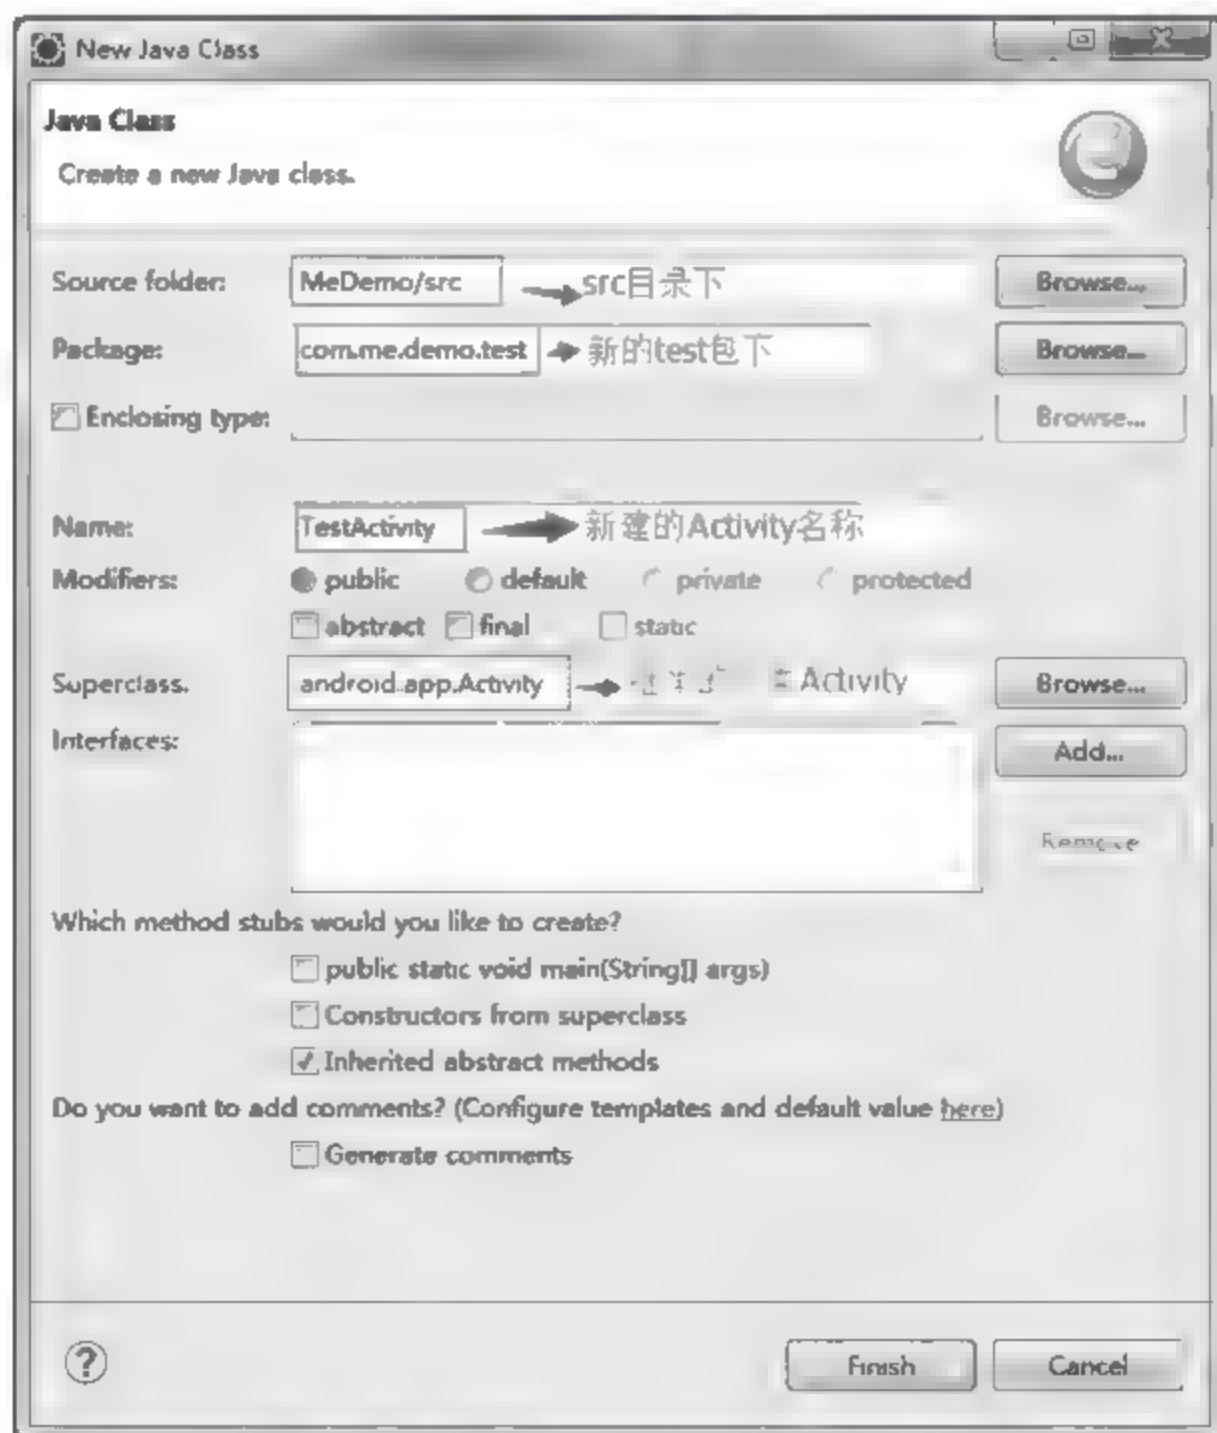 New Java Class
Java Class
Create a new Java class.
Source folder: MeDemo/src src目录下 Browse...
Package: com.me.demo.test 新的test包下 Browse...
Enclosing type: Browse...
Name: TestActivity 新建的Activity名称
Modifiers: public default private protected
abstract final static
Superclass. android.app.Activity Activity Browse...
Interfaces: Add...
Remove
Which method stubs would you like to create?
public static void main(String[] args)
Constructors from superclass
Inherited abstract methods
Do you want to add comments? (Configure templates and default value here)
Generate comments
? Finish Cancel